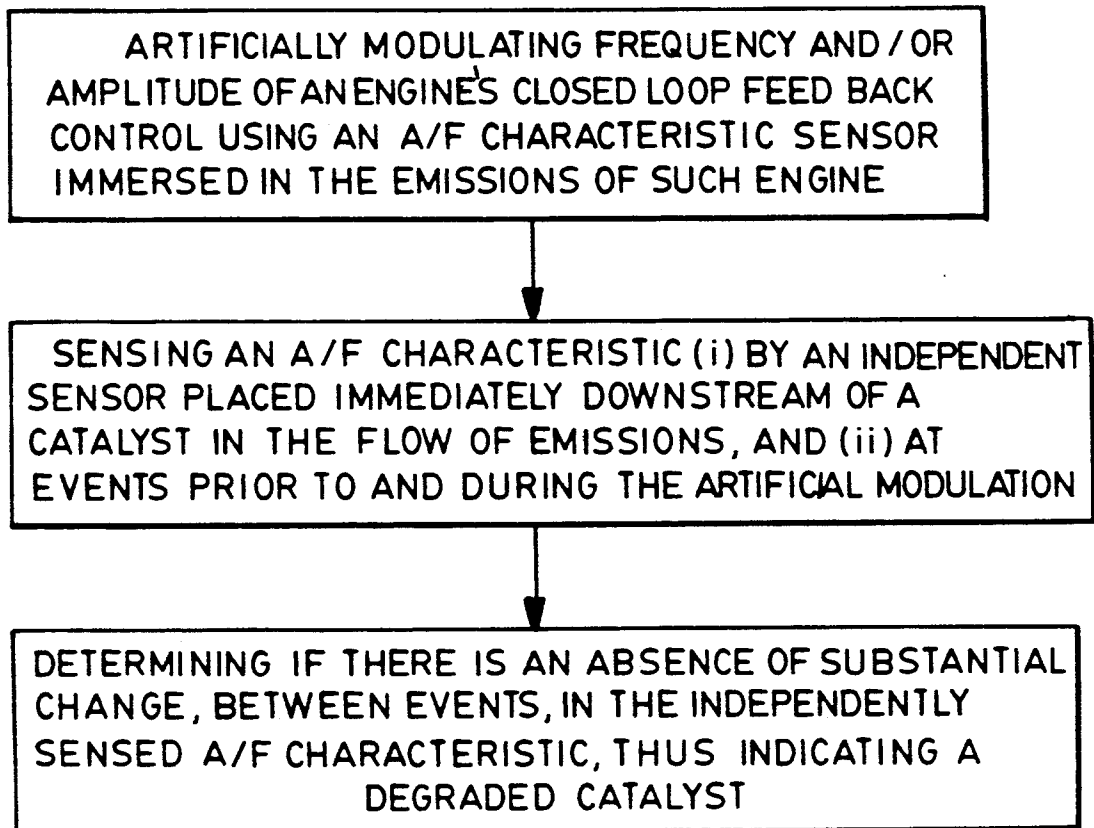 ARTIFICIALLY MODULATING FREQUENCY AND/OR
AMPLITUDE OF AN ENGINE'S CLOSED LOOP FEED BACK
CONTROL USING AN A/F CHARACTERISTIC SENSOR
IMMERSED IN THE EMISSIONS OF SUCH ENGINE
SENSING AN A/F CHARACTERISTIC (i) BY AN INDEPENDENT
SENSOR PLACED IMMEDIATELY DOWNSTREAM OF A
CATALYST IN THE FLOW OF EMISSIONS, AND (ii) AT
EVENTS PRIOR TO AND DURING THE ARTIFICIAL MODULATION
DETERMINING IF THERE IS AN ABSENCE OF SUBSTANTIAL
CHANGE, BETWEEN EVENTS, IN THE INDEPENDENTLY
SENSED A/F CHARACTERISTIC, THUS INDICATING A
DEGRADED CATALYST